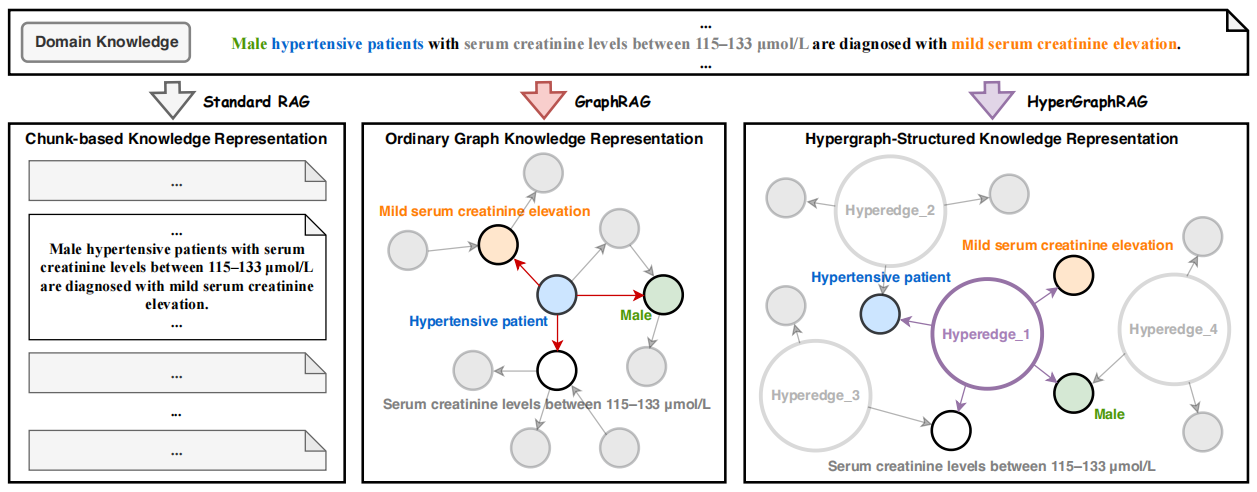 ...
Domain Knowledge
Male hypertensive patients with serum creatinine levels between 115–133 µmol/L are diagnosed with mild serum creatinine elevation.
...
Standard RAG
GraphRAG
HyperGraphRAG
Chunk-based Knowledge Representation
...
...
Male hypertensive patients with serum
creatinine levels between 115–133 µmol/L
are diagnosed with mild serum creatinine
elevation.
...
...
...
...
Ordinary Graph Knowledge Representation
Mild serum creatinine elevation
Hypertensive patient
Male
Serum creatinine levels between 115–133 µmol/L
Hypergraph-Structured Knowledge Representation
Hyperedge_2
Mild serum creatinine elevation
Hypertensive patient
Hyperedge_1
Hyperedge_4
Hyperedge_3
Male
Serum creatinine levels between 115–133 µmol/L